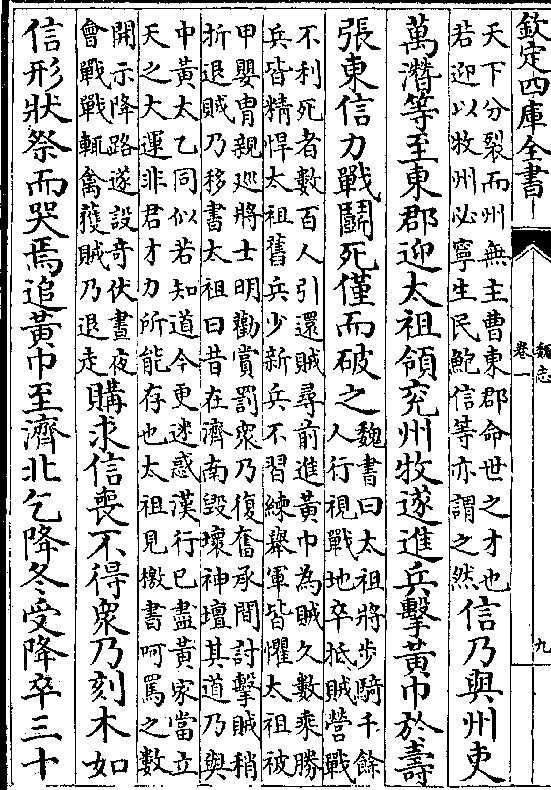 欽定四庫全書
魏志
卷一
九
天下分裂而州無主曹東郡命世之才也
若迎以牧州必寧生民鮑信等亦謂之然
信乃與州吏
萬潛等至東郡迎太祖領兖州牧遂進兵擊黄巾於壽
張東信力戰鬭死僅而破之
魏書曰太祖將步騎千餘
人行視戰地卒抵賊營戰
不利死者數百人引還賊尋前進黄巾為賊久數乘勝
兵皆精悍太祖舊兵少新兵不習練舉軍皆懼太祖被
甲嬰胄親巡將士明勸賞罰衆乃復奮承間討擊賊稍
折退賊乃移書太祖曰昔在濟南毀壞神壇其道乃與
中黄太乙同似若知道今更迷惑漢行已盡黄家當立
天之大運非君才力所能存也太祖見檄書呵罵之數
開示降路遂設奇伏晝夜
會戰戰輒禽獲賊乃退走
購求信喪不得衆乃刻木如
信形狀祭而哭焉追黄巾至濟北乞降冬受降卒三十